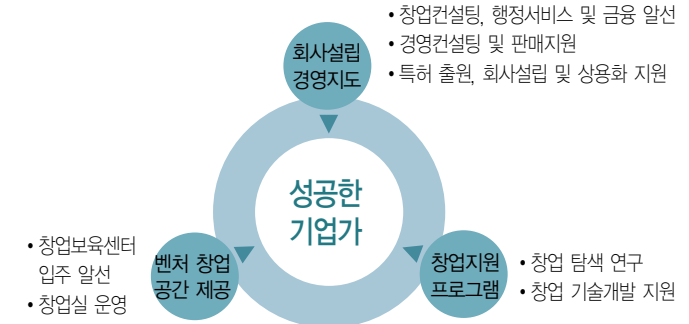 • 창업컨설팅, 행정서비스 및 금융 알선
• 경영컨설팅 및 판매지원
• 특허 출원, 회사설립 및 상용화 지원
회사설립
경영지도
성공한
기업가
• 창업보육센터
입주 알선
• 창업실 운영
벤처 창업
공간 제공
창업지원
프로그램
• 창업 탐색 연구
• 창업 기술개발 지원